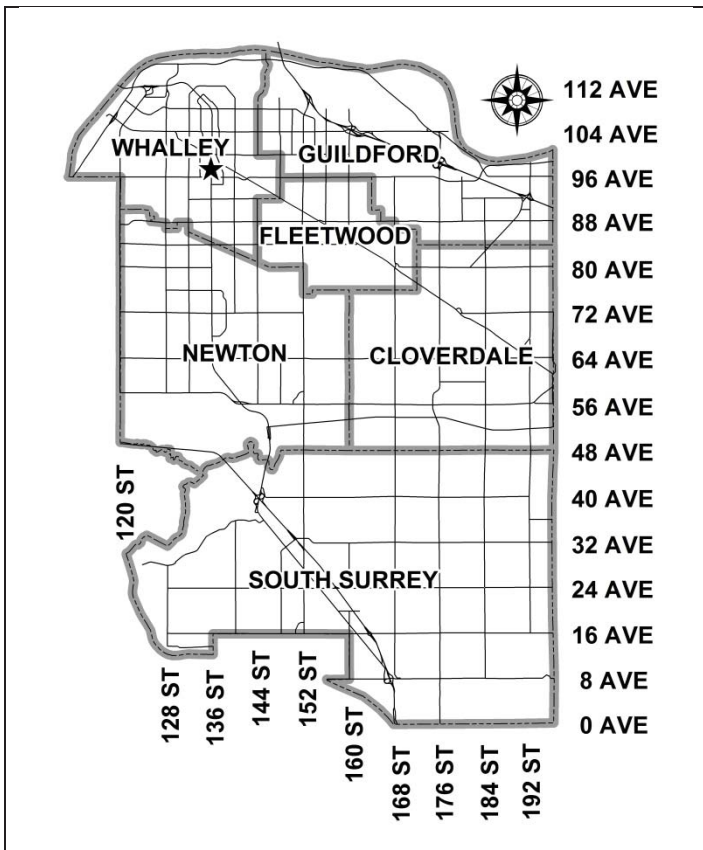 112 AVE
104 AVE
WHALLEY
GUILDFORD
96 AVE
88 AVE
FLEETWOOD
80 AVE
72 AVE
NEWTON
CLOVERDALE
64 AVE
56 AVE
48 AVE
120 ST
40 AVE
32 AVE
SOUTH SURREY
24 AVE
16 AVE
128 ST
136 ST
144 ST
152 ST
160 ST
8 AVE
0 AVE
168 ST
176 ST
184 ST
192 ST